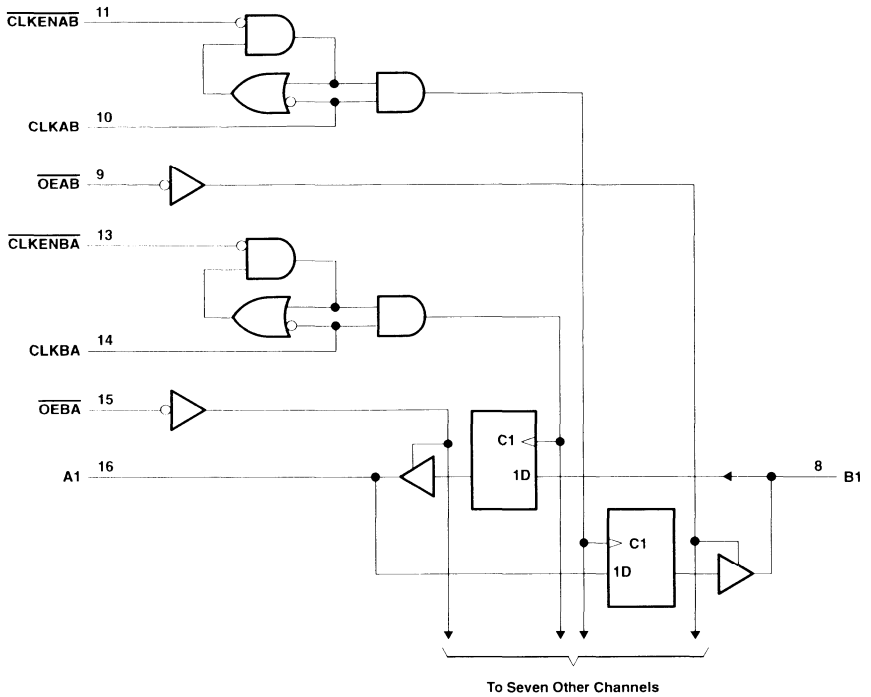 CLKENAB 11
CLKAB 10
OEAB 9
CLKENBA 13
CLKBA 14
OEBA 15
C1
1D
A1 16
8 B1
C1
1D
To Seven Other Channels